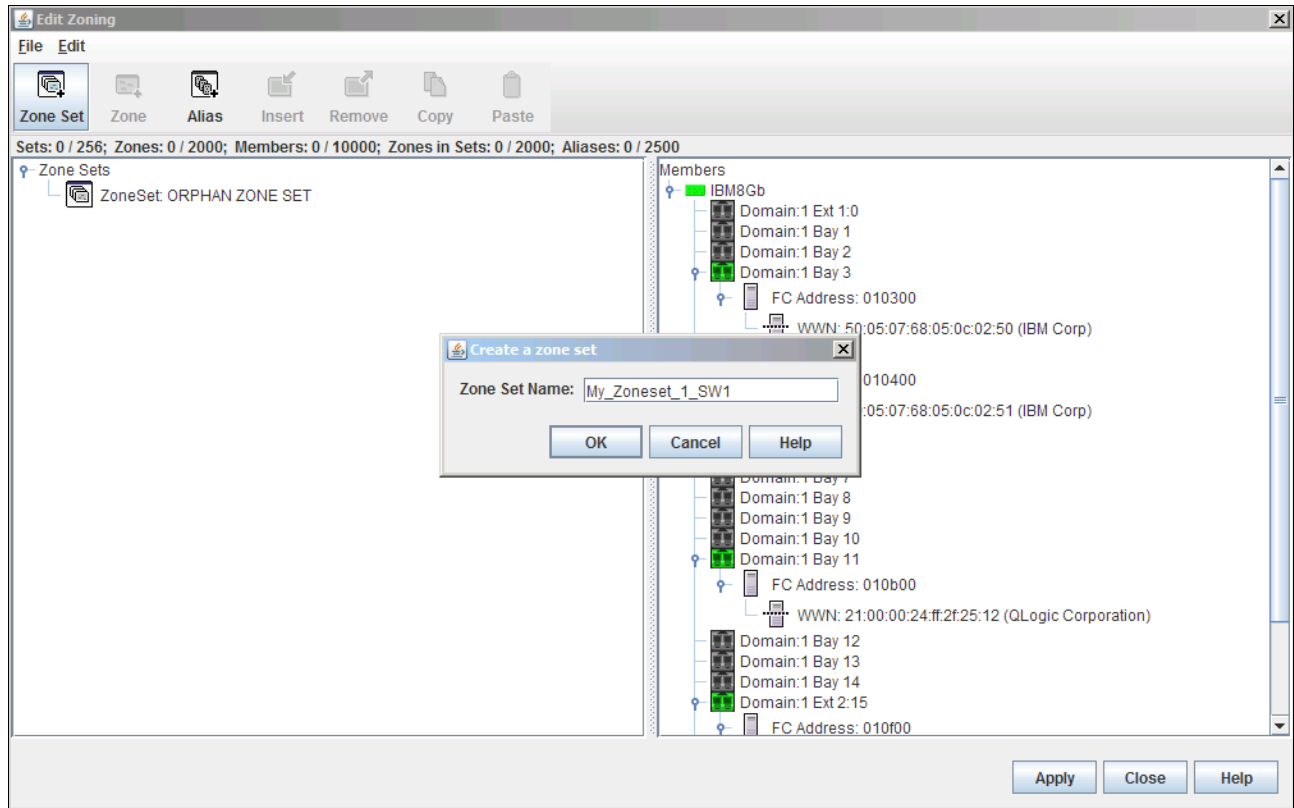 Edit Zoning
File Edit
Zone Set Zone Alias Insert Remove Copy Paste
Sets: 0 / 256; Zones: 0 / 2000; Members: 0 / 10000; Zones in Sets: 0 / 2000; Aliases: 0 / 2500
Zone Sets
ZoneSet: ORPHAN ZONE SET
Members
IBM8Gb
Domain:1 Ext 1:0
Domain:1 Bay 1
Domain:1 Bay 2
Domain:1 Bay 3
FC Address: 010300
WWN: 50:05:07:68:05:0c:02:50 (IBM Corp)
Create a zone set
Zone Set Name: My_Zoneset_1_SW1
OK Cancel Help
010400
:05:07:68:05:0c:02:51 (IBM Corp)
Domain:1 Bay 7
Domain:1 Bay 8
Domain:1 Bay 9
Domain:1 Bay 10
Domain:1 Bay 11
FC Address: 010b00
WWN: 21:00:00:24:ff:2f:25:12 (QLogic Corporation)
Domain:1 Bay 12
Domain:1 Bay 13
Domain:1 Bay 14
Domain:1 Ext 2:15
FC Address: 010f00
Apply Close Help